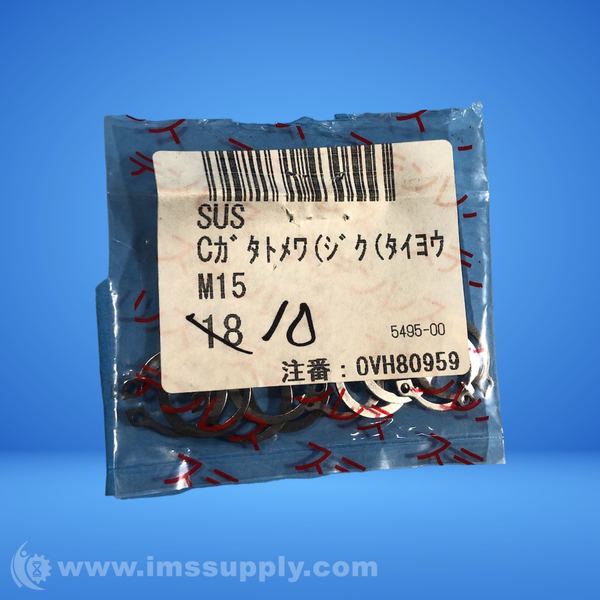 SUS
Cｶﾞﾀﾄﾒﾜ(ｼﾞｸ(ﾀｲﾖｳ
M15
18 10
5495-00
注番：OVH80959
www.imssupply.com